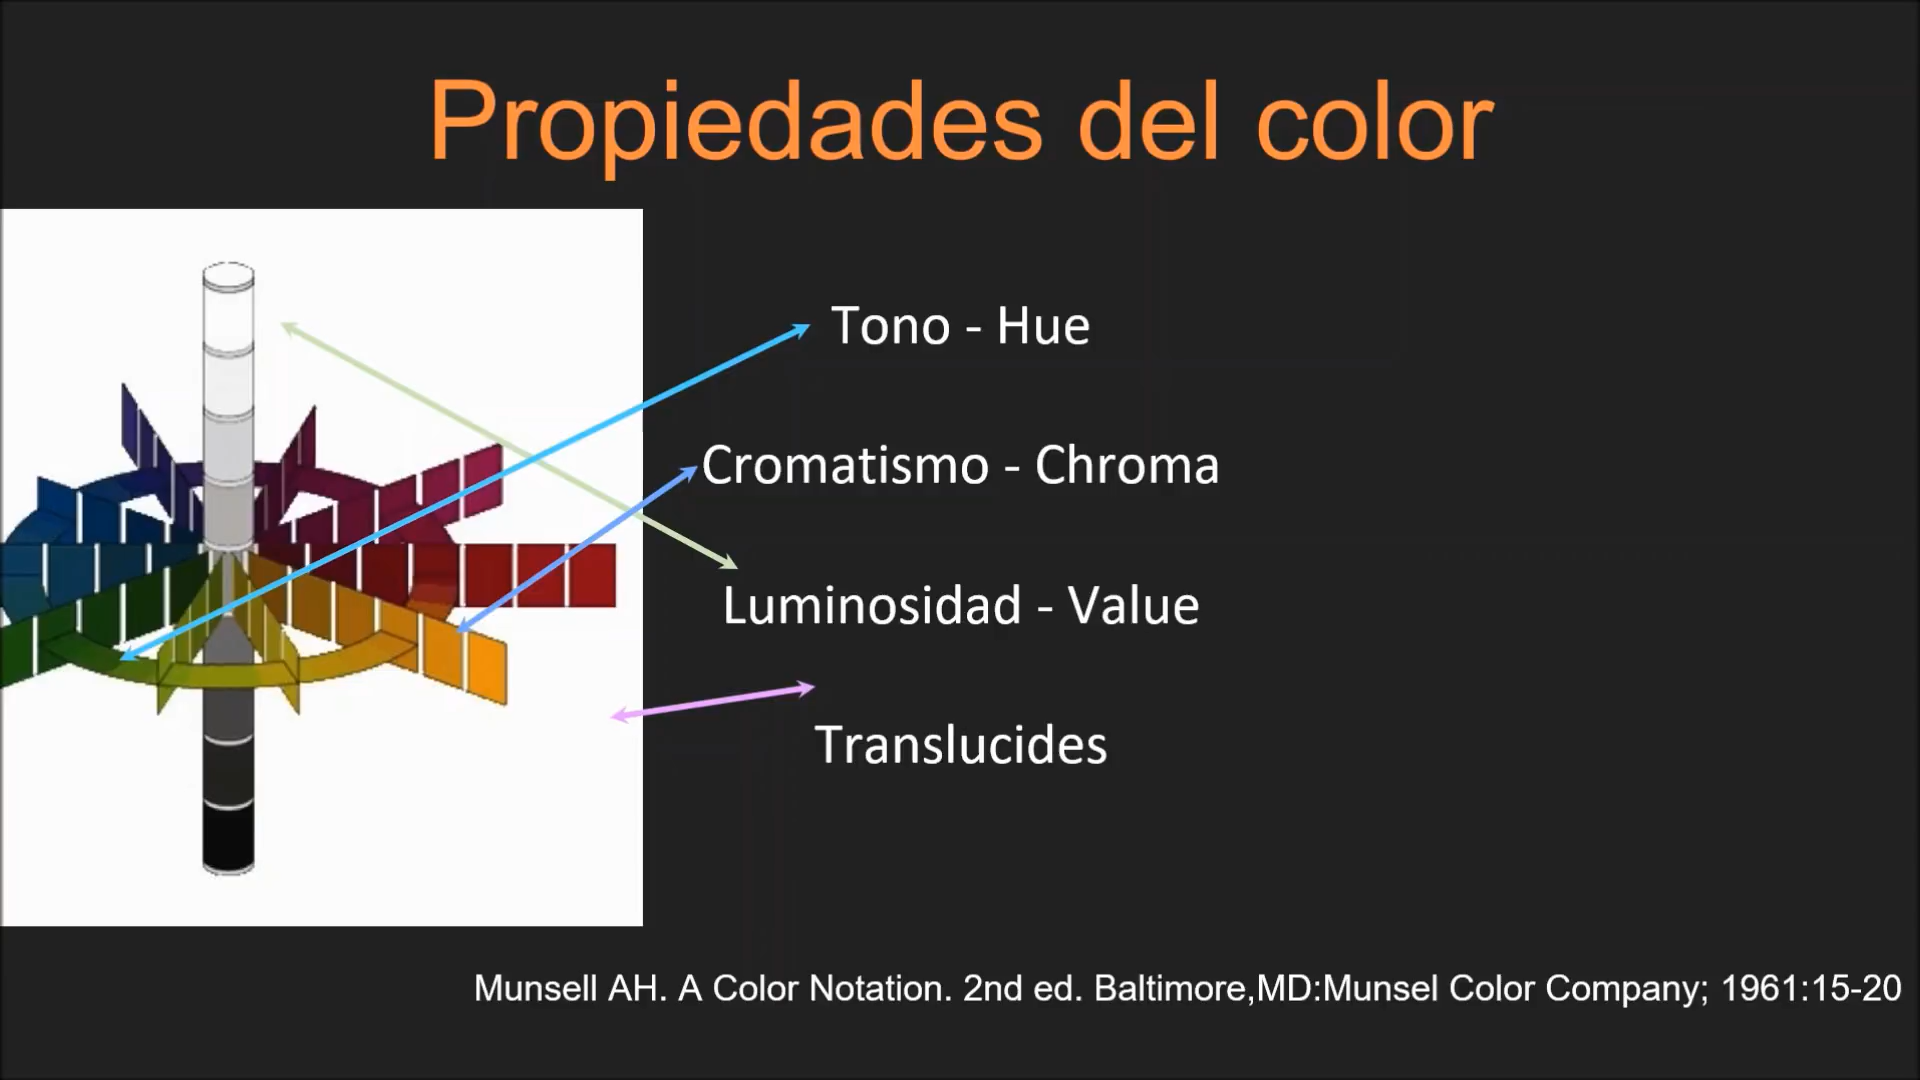 Propiedades del color
Tono - Hue
Cromatismo - Chroma
Luminosidad - Value
Translucides
Munsell AH. A Color Notation. 2nd ed. Baltimore,MD:Munsel Color Company; 1961:15-20